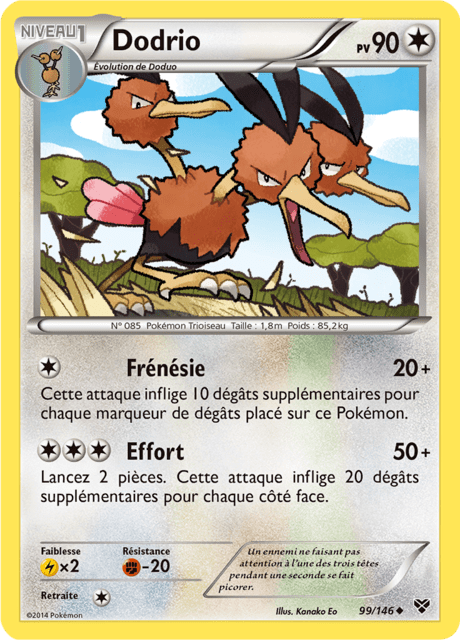 NIVEAU 1
Dodrio
PV 90
Évolution de Doduo
N° 085 Pokémon Trioiseau Taille : 1,8m Poids : 85,2kg
Frénésie 20+
Cette attaque inflige 10 dégâts supplémentaires pour
chaque marqueur de dégâts placé sur ce Pokémon.
Effort 50+
Lancez 2 pièces. Cette attaque inflige 20 dégâts
supplémentaires pour chaque côté face.
Faiblesse Résistance
×2 -20
Retraite
Un ennemi ne faisant pas
attention à l'une des trois têtes
pendant une seconde se fait
picorer.
©2014 Pokémon
Illus. Kanako Eo 99/146
XY